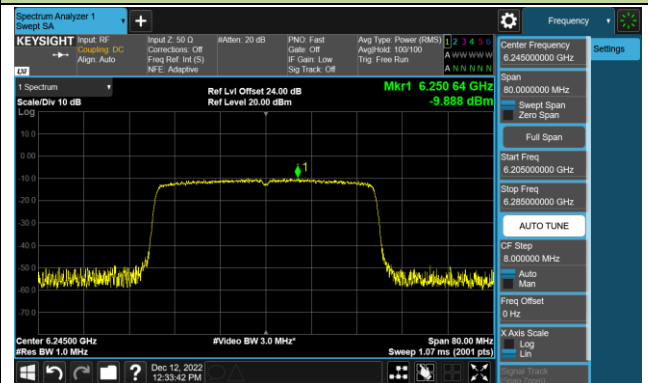 Spectrum Analyzer 1
Swept SA
+
Frequency
KEYSIGHT
Input: RF
Coupling: DC
Align: Auto
Input Z: 50 Ω
Corrections: Off
Freq Ref: Int (S)
NFE: Adaptive
#Atten: 20 dB
PNO: Fast
Gate: Off
IF Gain: Low
Sig Track: Off
Avg Type: Power (RMS)
Avg|Hold: 100/100
Trig: Free Run
1 2 3 4 5 6
A W W W W W
A N N N N N
LXI
1 Spectrum
Scale/Div 10 dB
Log
Ref Lvl Offset 24.00 dB
Ref Level 20.00 dBm
Mkr1 6.250 64 GHz
-9.888 dBm
10.0
0.00
-10.0
-20.0
-30.0
-40.0
-50.0
-60.0
-70.0
1
Center 6.24500 GHz
#Res BW 1.0 MHz
#Video BW 3.0 MHz*
Span 80.00 MHz
Sweep 1.07 ms (2001 pts)
Center Frequency
6.245000000 GHz
Settings
Span
80.0000000 MHz
Swept Span
Zero Span
Full Span
Start Freq
6.205000000 GHz
Stop Freq
6.285000000 GHz
AUTO TUNE
CF Step
8.000000 MHz
Auto
Man
Freq Offset
0 Hz
X Axis Scale
Log
Lin
Signal Track
(Span Zoom)
?
Dec 12, 2022
12:33:42 PM